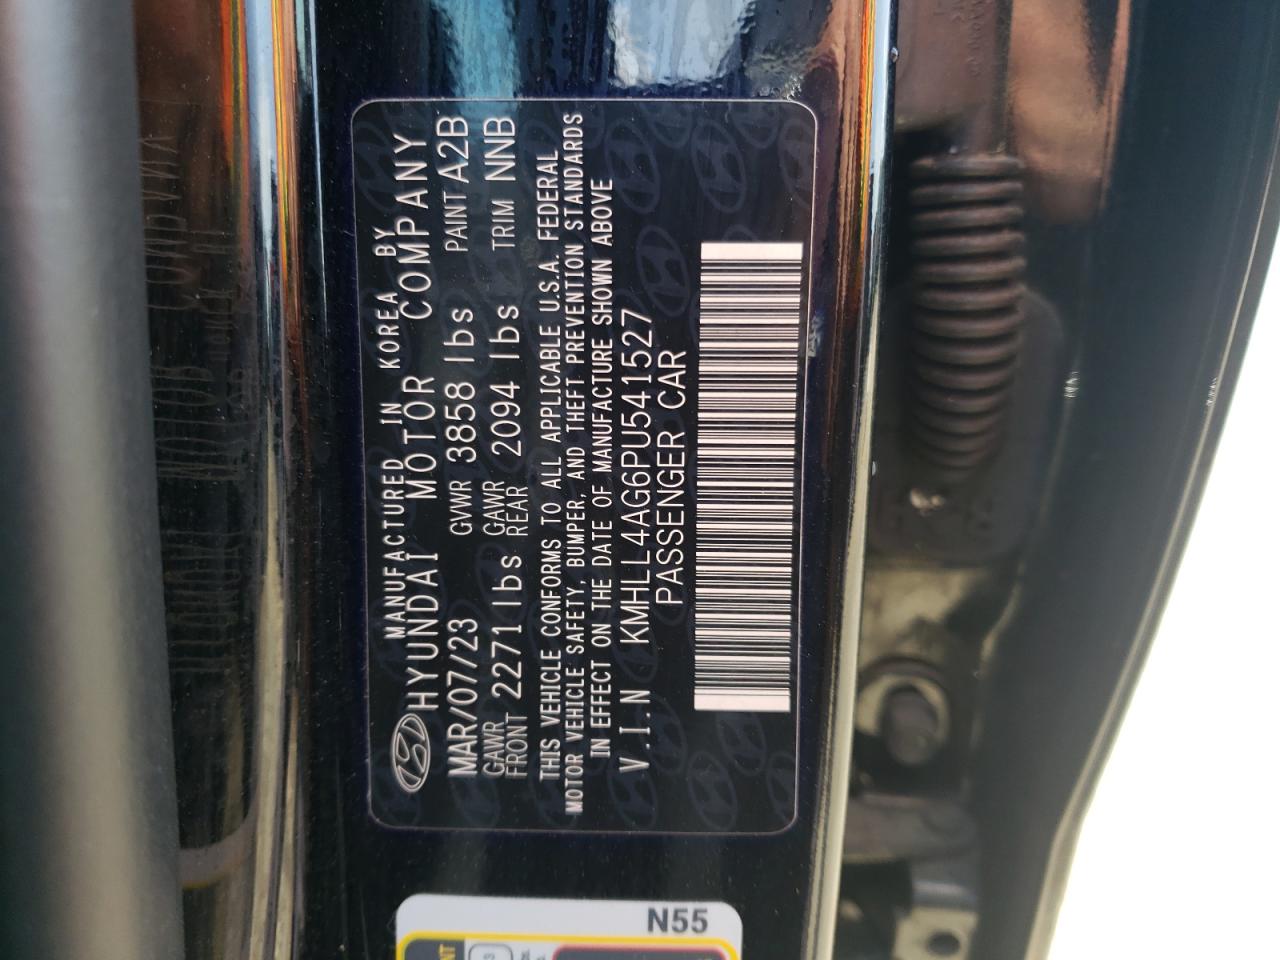 MANUFACTURED IN KOREA BY
HYUNDAI MOTOR COMPANY
MAR/07/23 GVWR 3858 lbs PAINT A2B
GAWR FRONT 2271 lbs GAWR REAR 2094 lbs TRIM NNB
THIS VEHICLE CONFORMS TO ALL APPLICABLE U.S.A. FEDERAL
MOTOR VEHICLE SAFETY, BUMPER, AND THEFT PREVENTION STANDARDS
IN EFFECT ON THE DATE OF MANUFACTURE SHOWN ABOVE
V.I.N KMHLL4AG6PU541527
PASSENGER CAR
N55